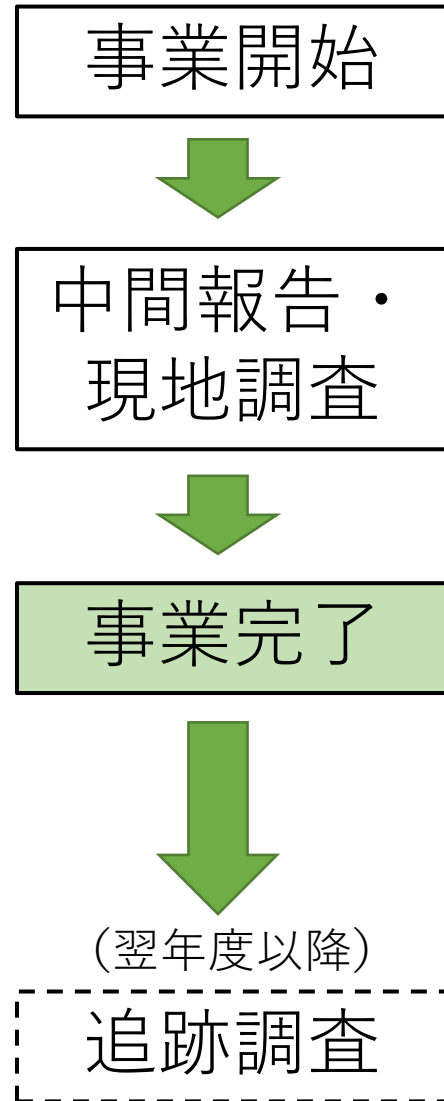 事業開始
中間報告・
現地調査
事業完了
（翌年度以降）
追跡調査